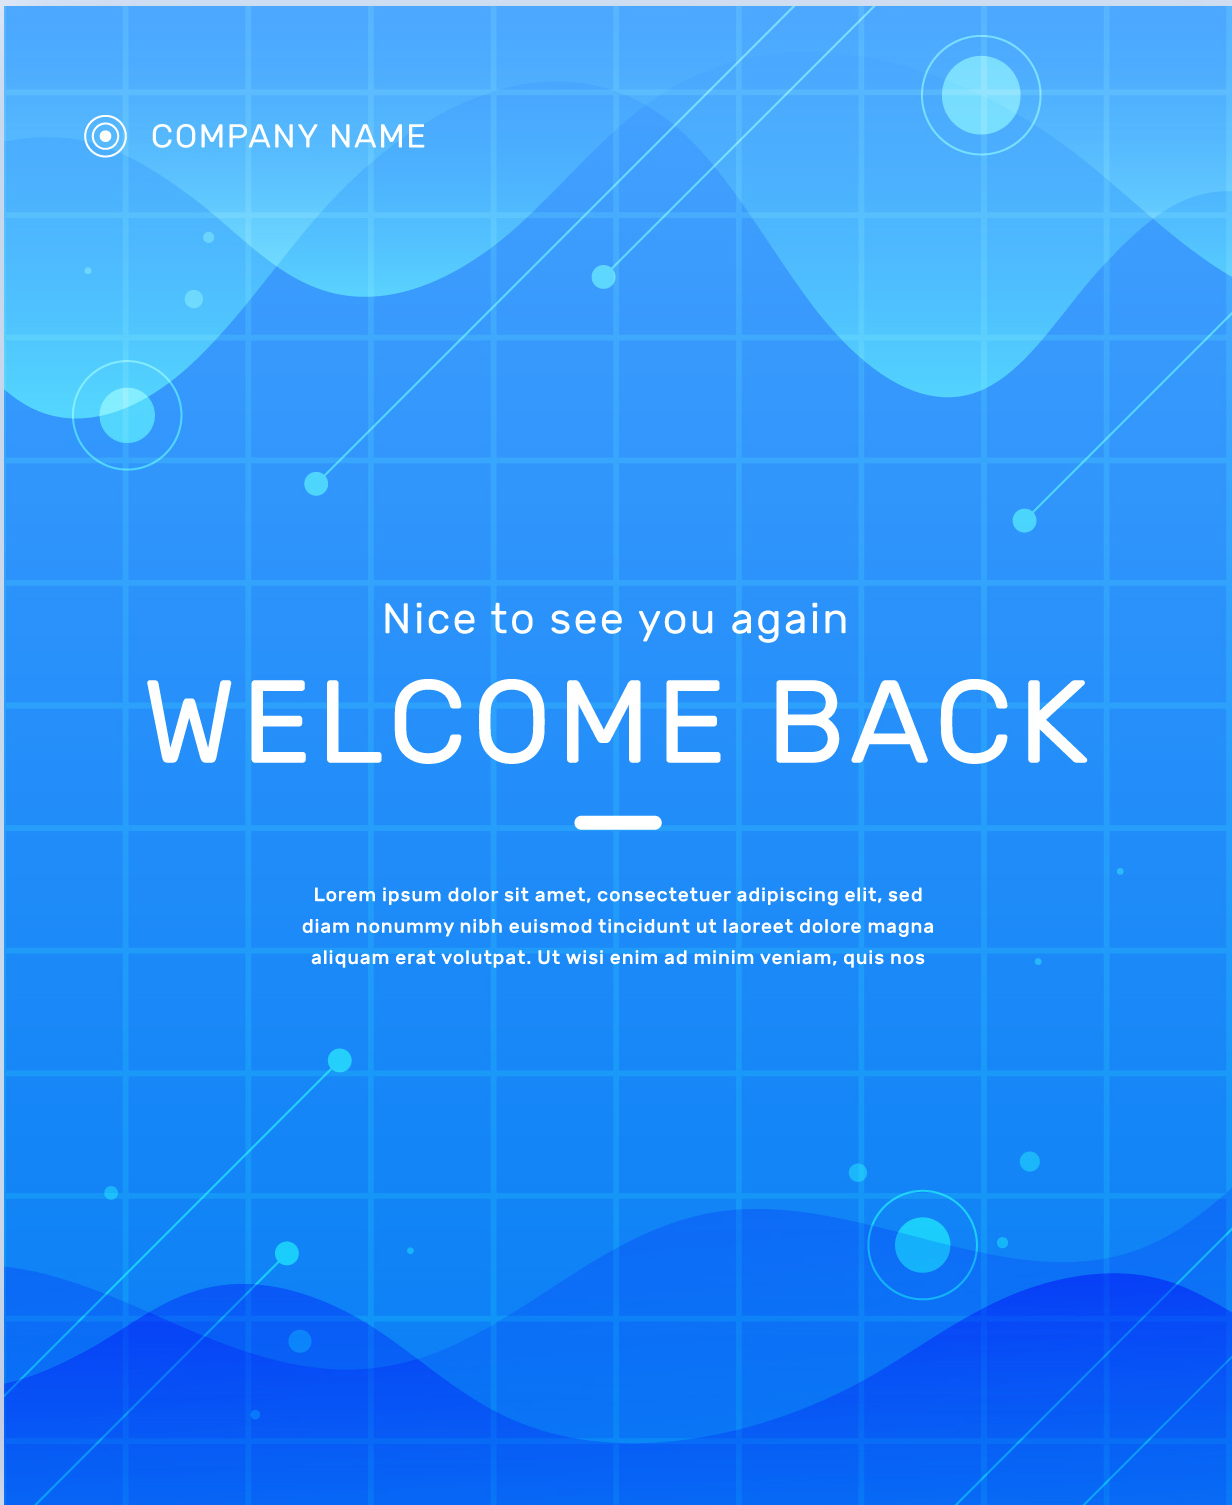 COMPANY NAME
Nice to see you again
WELCOME BACK
Lorem ipsum dolor sit amet, consectetuer adipiscing elit, sed
diam nonummy nibh euismod tincidunt ut laoreet dolore magna
aliquam erat volutpat. Ut wisi enim ad minim veniam, quis nos